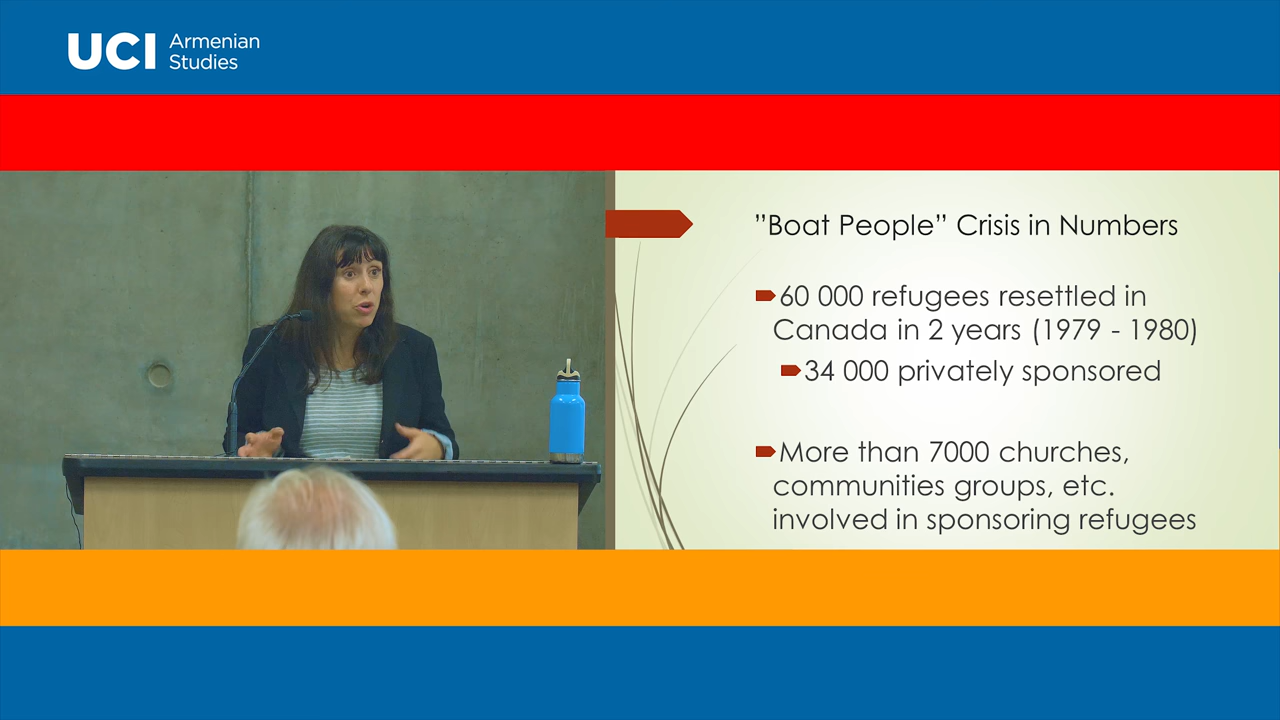 UCI Armenian
Studies
”Boat People” Crisis in Numbers
60 000 refugees resettled in
Canada in 2 years (1979 - 1980)
34 000 privately sponsored
More than 7000 churches,
communities groups, etc.
involved in sponsoring refugees